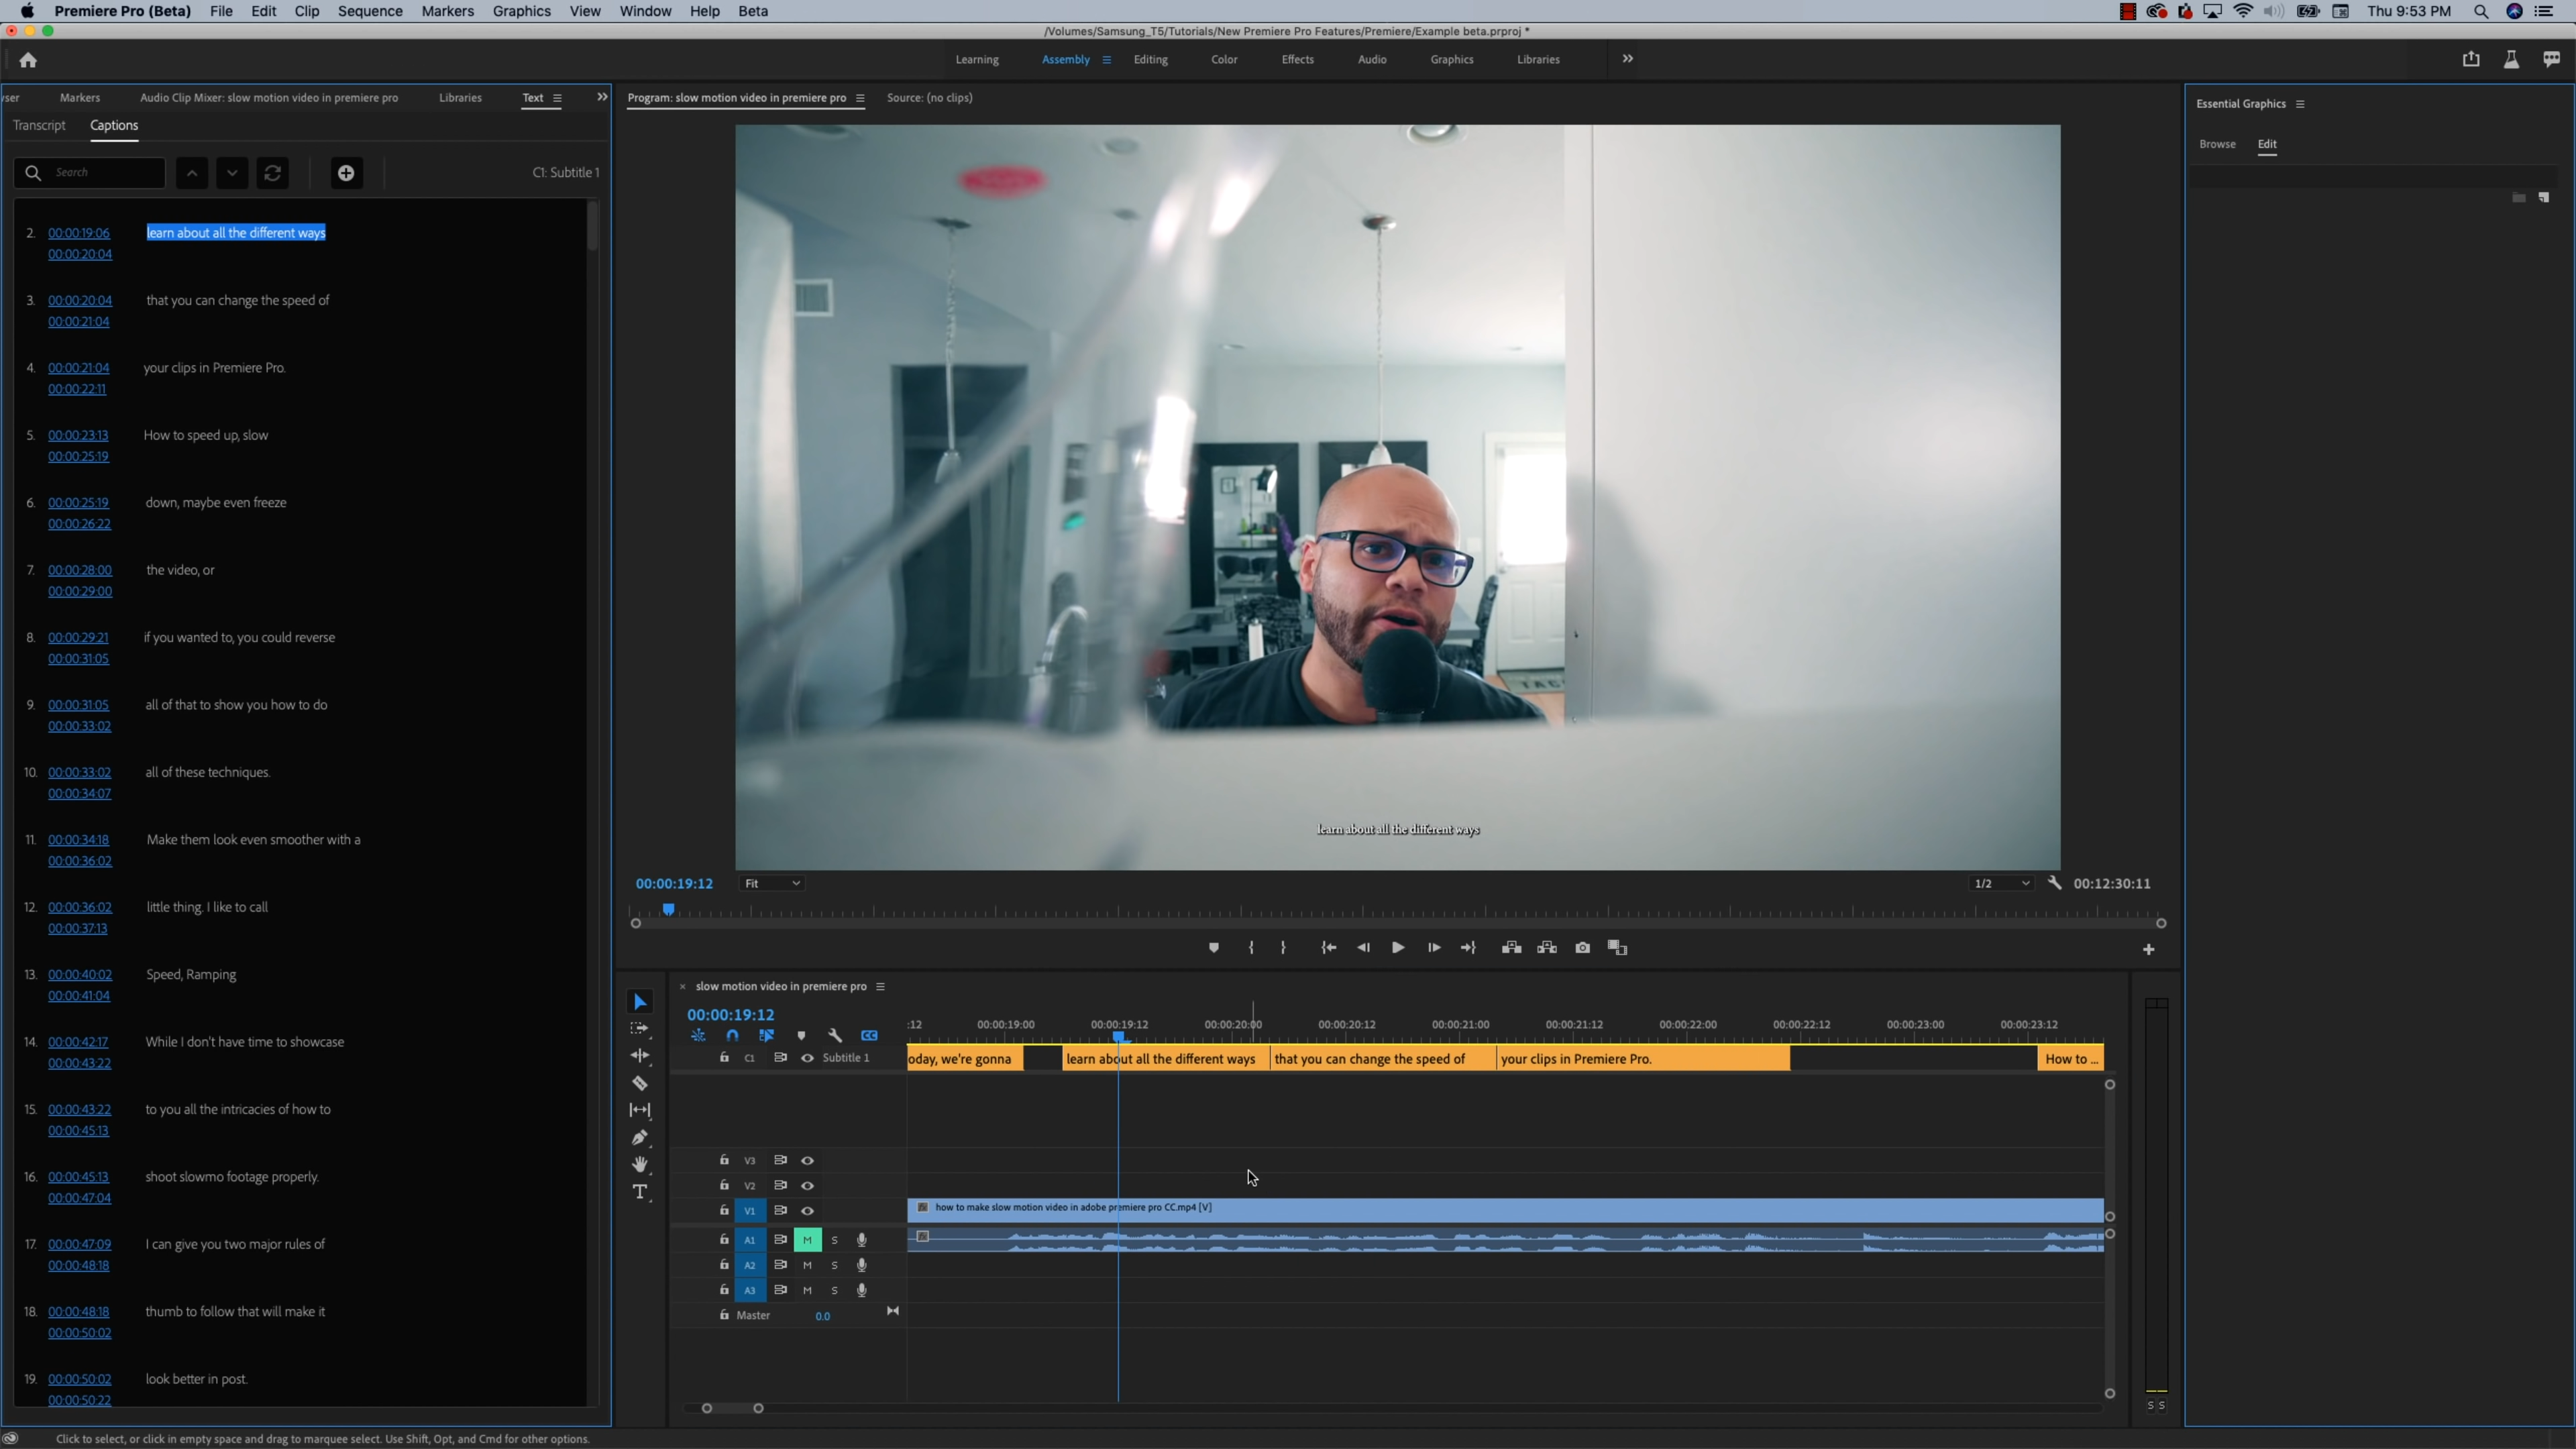 Premiere Pro (Beta) File Edit Clip Sequence Markers Graphics View Window Help Beta
Thu 9:53 PM
/Volumes/Samsung_T5/Tutorials/New Premiere Pro Features/Premiere/Example beta.prproj *
Learning Assembly Editing Color Effects Audio Graphics Libraries
Markers Audio Clip Mixer: slow motion video in premiere pro Libraries Text
Transcript Captions
Search
C1: Subtitle 1
2. 00:00:19:06 learn about all the different ways
00:00:20:04
3. 00:00:20:04 that you can change the speed of
00:00:21:04
4. 00:00:21:04 your clips in Premiere Pro.
00:00:22:11
5. 00:00:23:13 How to speed up, slow
00:00:25:19
6. 00:00:25:19 down, maybe even freeze
00:00:26:22
7. 00:00:28:00 the video, or
00:00:29:00
8. 00:00:29:21 if you wanted to, you could reverse
00:00:31:05
9. 00:00:31:05 all of that to show you how to do
00:00:33:02
10. 00:00:33:02 all of these techniques.
00:00:34:07
11. 00:00:34:18 Make them look even smoother with a
00:00:36:02
12. 00:00:36:02 little thing. I like to call
00:00:37:13
13. 00:00:40:02 Speed, Ramping
00:00:41:04
14. 00:00:42:17 While I don't have time to showcase
00:00:43:22
15. 00:00:43:22 to you all the intricacies of how to
00:00:45:13
16. 00:00:45:13 shoot slowmo footage properly.
00:00:47:04
17. 00:00:47:09 I can give you two major rules of
00:00:48:18
18. 00:00:48:18 thumb to follow that will make it
00:00:50:02
19. 00:00:50:02 look better in post.
00:00:50:22
Program: slow motion video in premiere pro Source: (no clips)
learn about all the different ways
00:00:19:12 Fit 1/2 00:12:30:11
slow motion video in premiere pro
00:00:19:12
:12 00:00:19:00 00:00:19:12 00:00:20:00 00:00:20:12 00:00:21:00 00:00:21:12 00:00:22:00 00:00:22:12 00:00:23:00 00:00:23:12
C1 Subtitle 1 oday, we're gonna learn about all the different ways that you can change the speed of your clips in Premiere Pro. How to ...
V3
V2
V1 how to make slow motion video in adobe premiere pro CC.mp4 [V]
A1 M S
A2 M S
A3 M S
Master 0.0
S S
Essential Graphics
Browse Edit
Click to select, or click in empty space and drag to marquee select. Use Shift, Opt, and Cmd for other options.